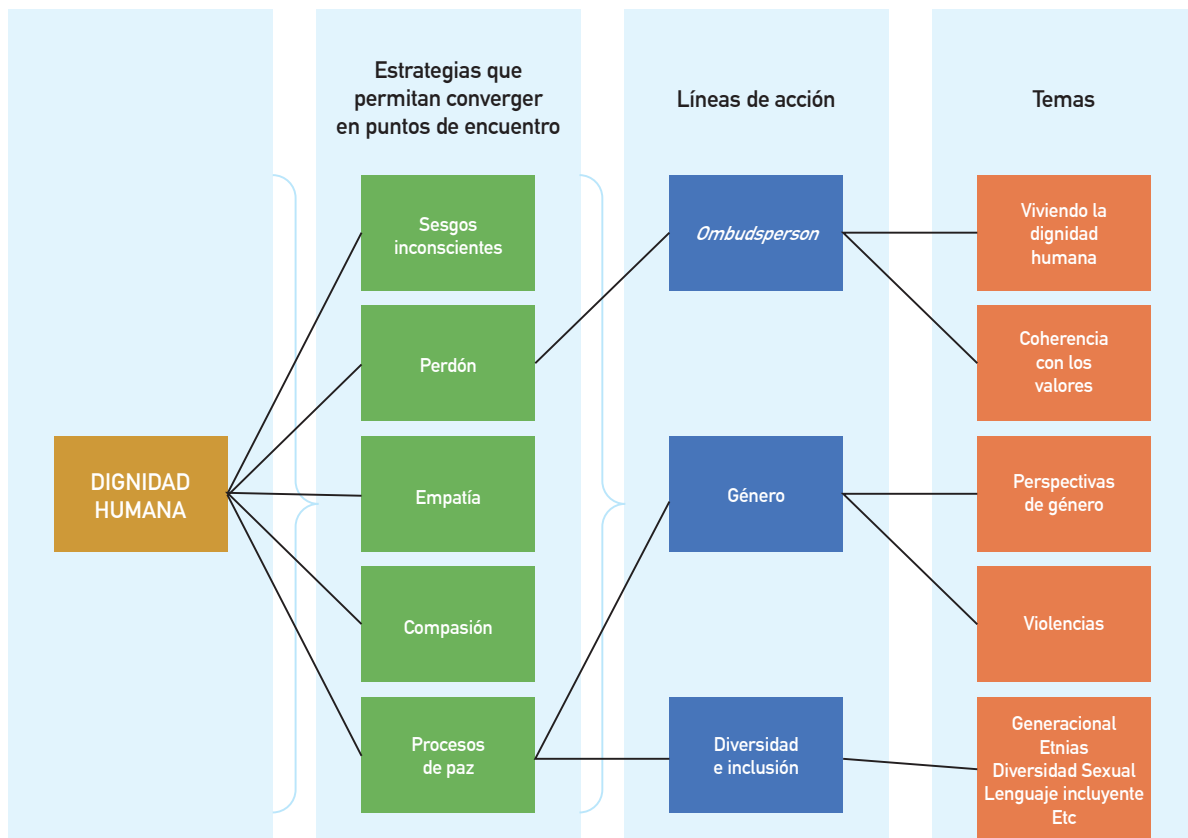 Estrategias que
permitan converger
en puntos de encuentro
Líneas de acción
Temas
DIGNIDAD
HUMANA
Sesgos
inconscientes
Perdón
Empatía
Compasión
Procesos
de paz
Ombudsperson
Género
Diversidad
e inclusión
Viviendo la
dignidad
humana
Coherencia
con los
valores
Perspectivas
de género
Violencias
Generacional
Etnias
Diversidad Sexual
Lenguaje incluyente
Etc